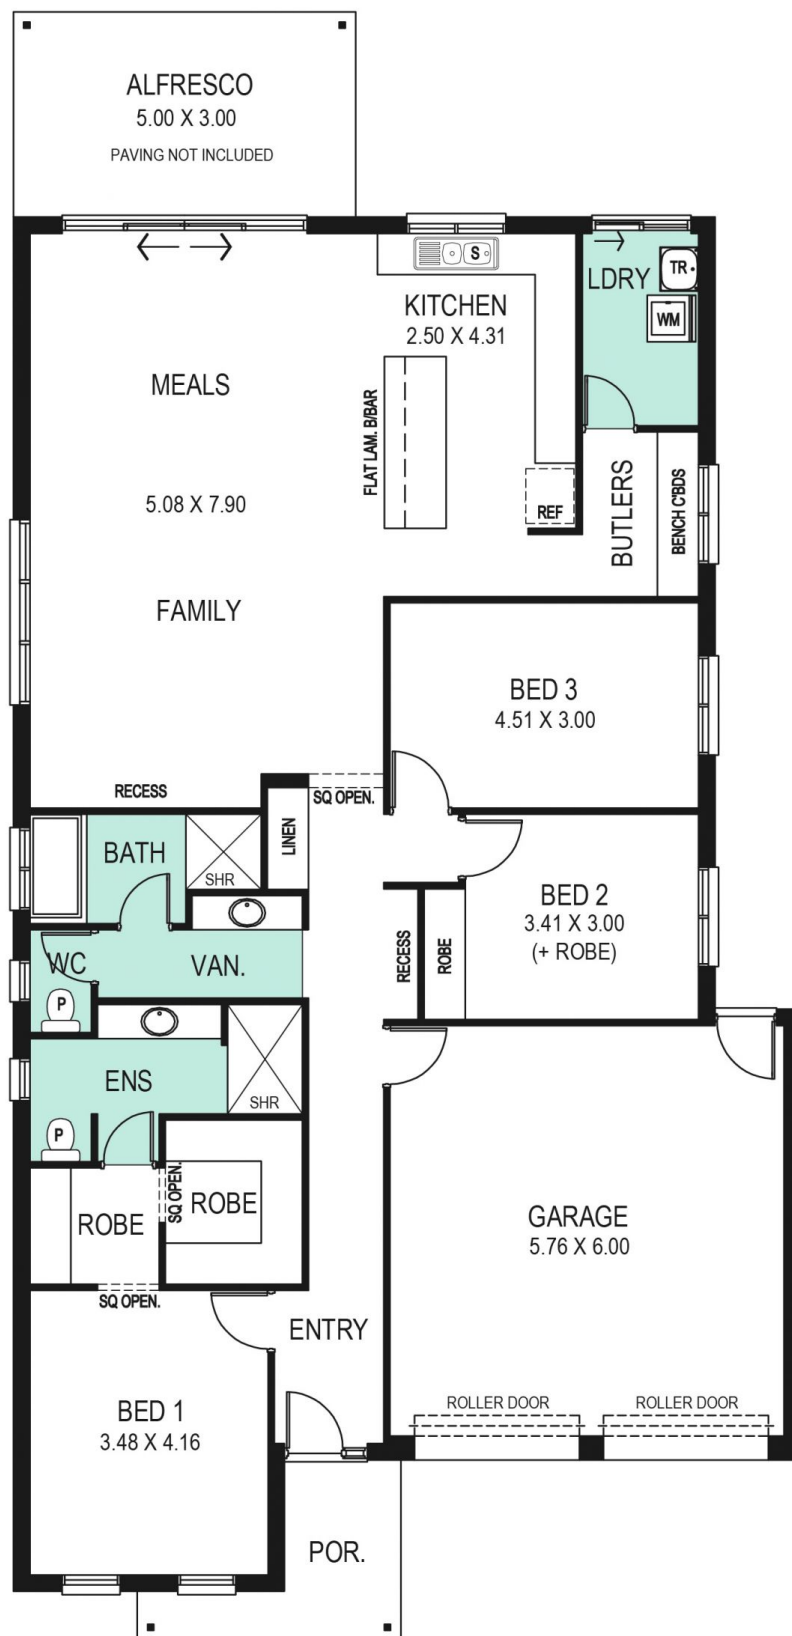 ALFRESCO
5.00 X 3.00
PAVING NOT INCLUDED
S
LDRY
TR
WM
KITCHEN
2.50 X 4.31
MEALS
FLAT LAM. B/BAR
5.08 X 7.90
REF
BUTLERS
BENCH C'BDS
FAMILY
BED 3
4.51 X 3.00
RECESS
SQ OPEN.
LINEN
BATH
SHR
BED 2
3.41 X 3.00
(+ ROBE)
ROBE
RECESS
WC
VAN.
P
ENS
SHR
P
SQ OPEN.
ROBE
ROBE
GARAGE
5.76 X 6.00
SQ OPEN.
ENTRY
BED 1
3.48 X 4.16
ROLLER DOOR
ROLLER DOOR
POR.